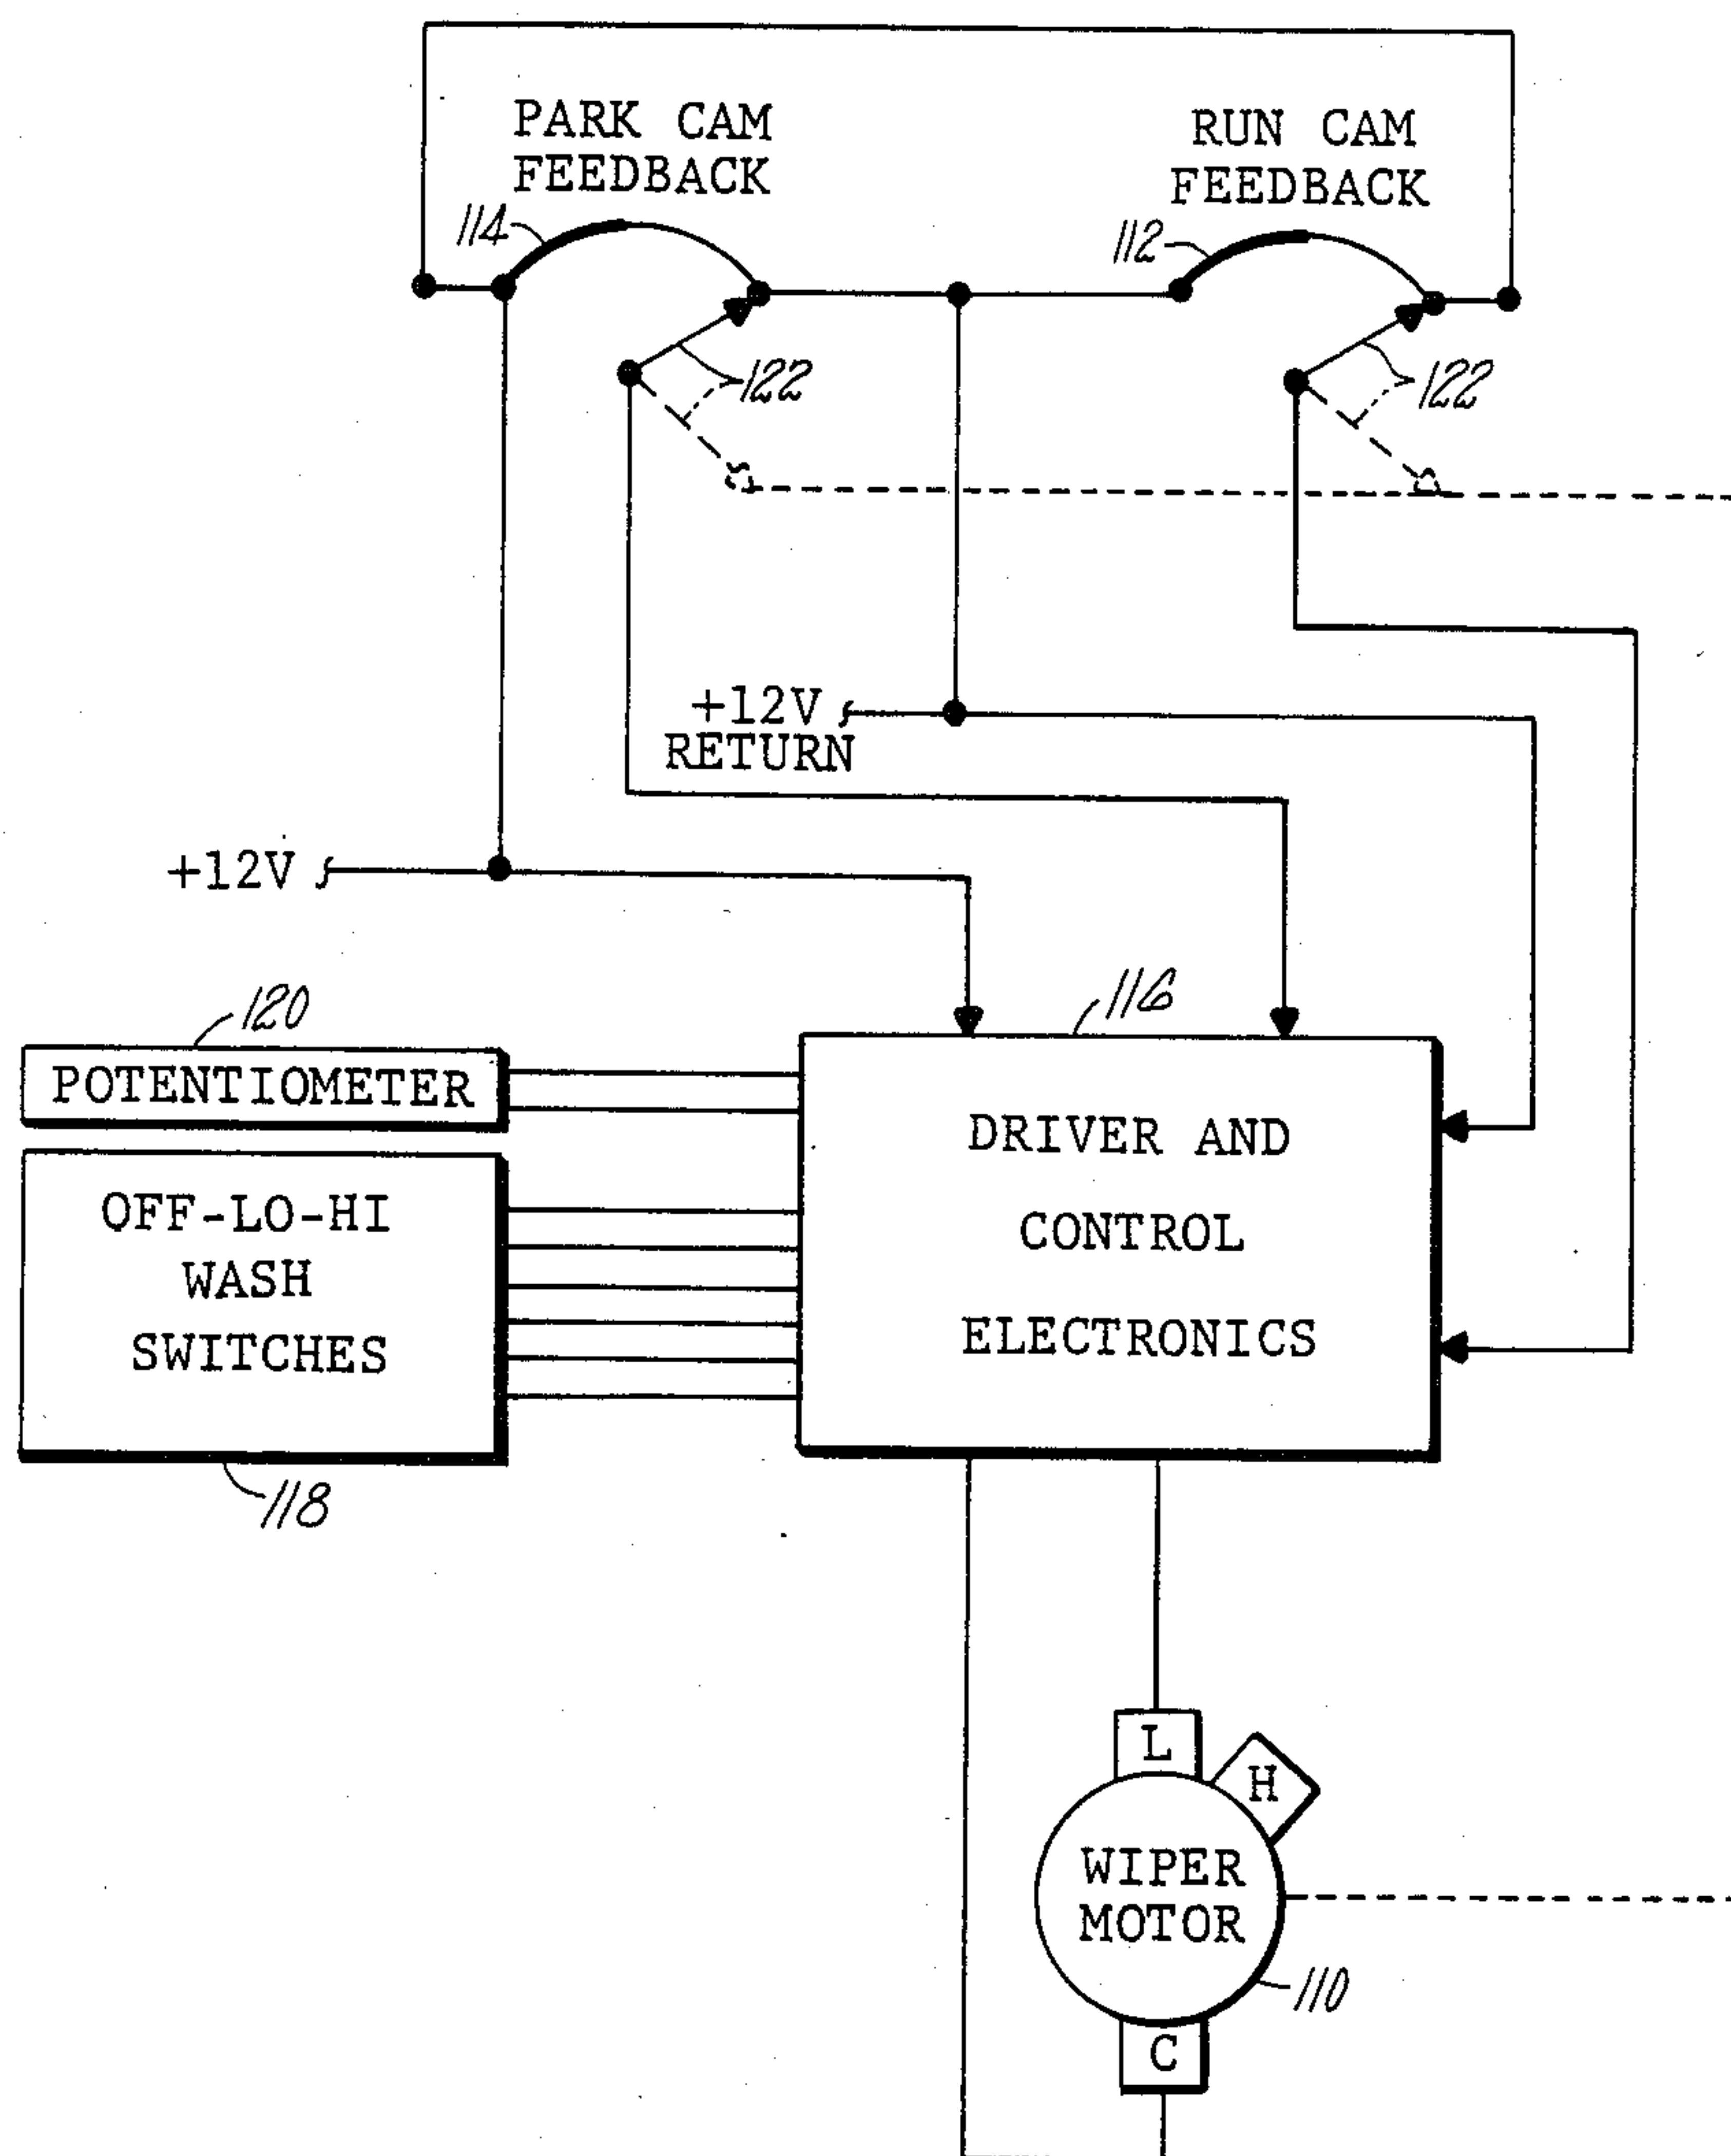 PARK CAM
FEEDBACK
RUN CAM
FEEDBACK
114
112
122
122
+12V
RETURN
+12V
120
116
POTENTIOMETER
DRIVER AND
CONTROL
ELECTRONICS
OFF-LO-HI
WASH
SWITCHES
118
L
H
WIPER
MOTOR
110
C